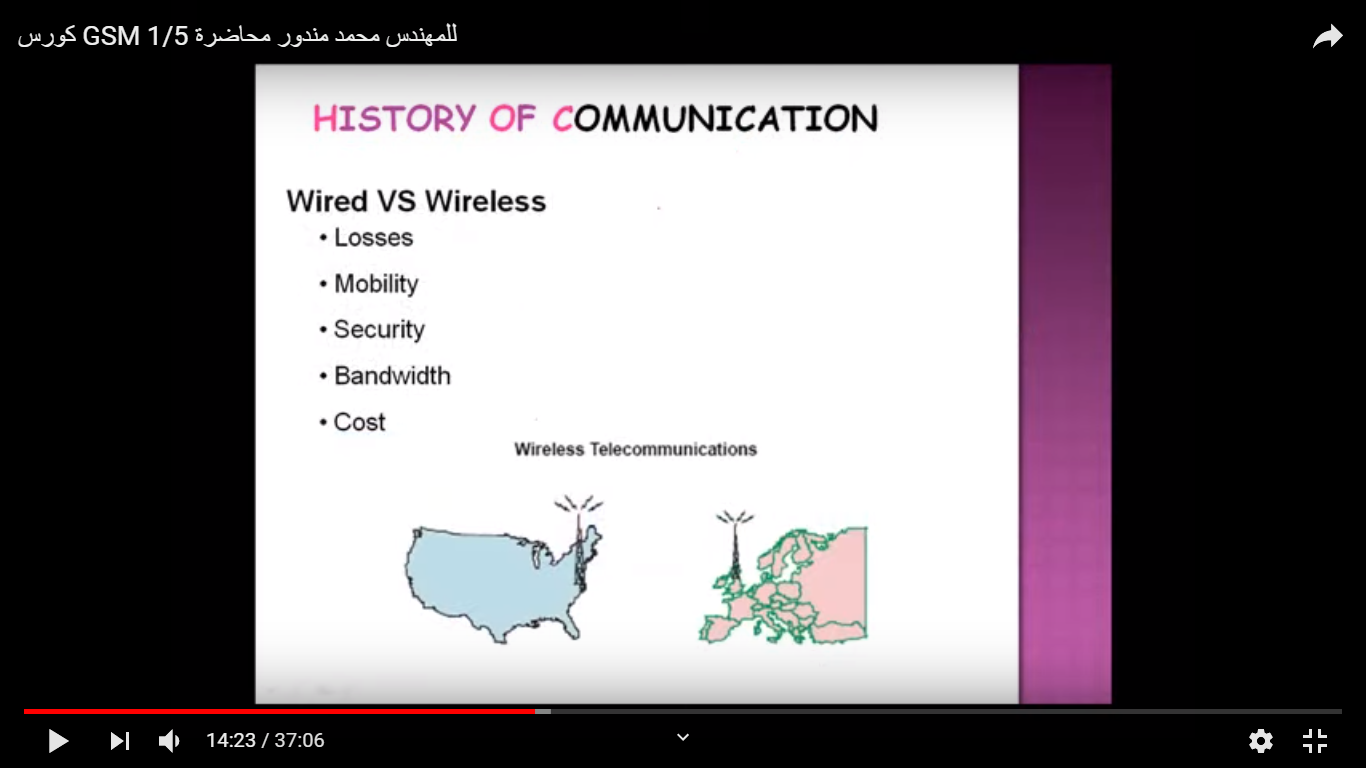 كورس GSM 1/5 للمهندس محمد مندور محاضرة
HISTORY OF COMMUNICATION
Wired VS Wireless
• Losses
• Mobility
• Security
• Bandwidth
• Cost
Wireless Telecommunications
14:23 / 37:06